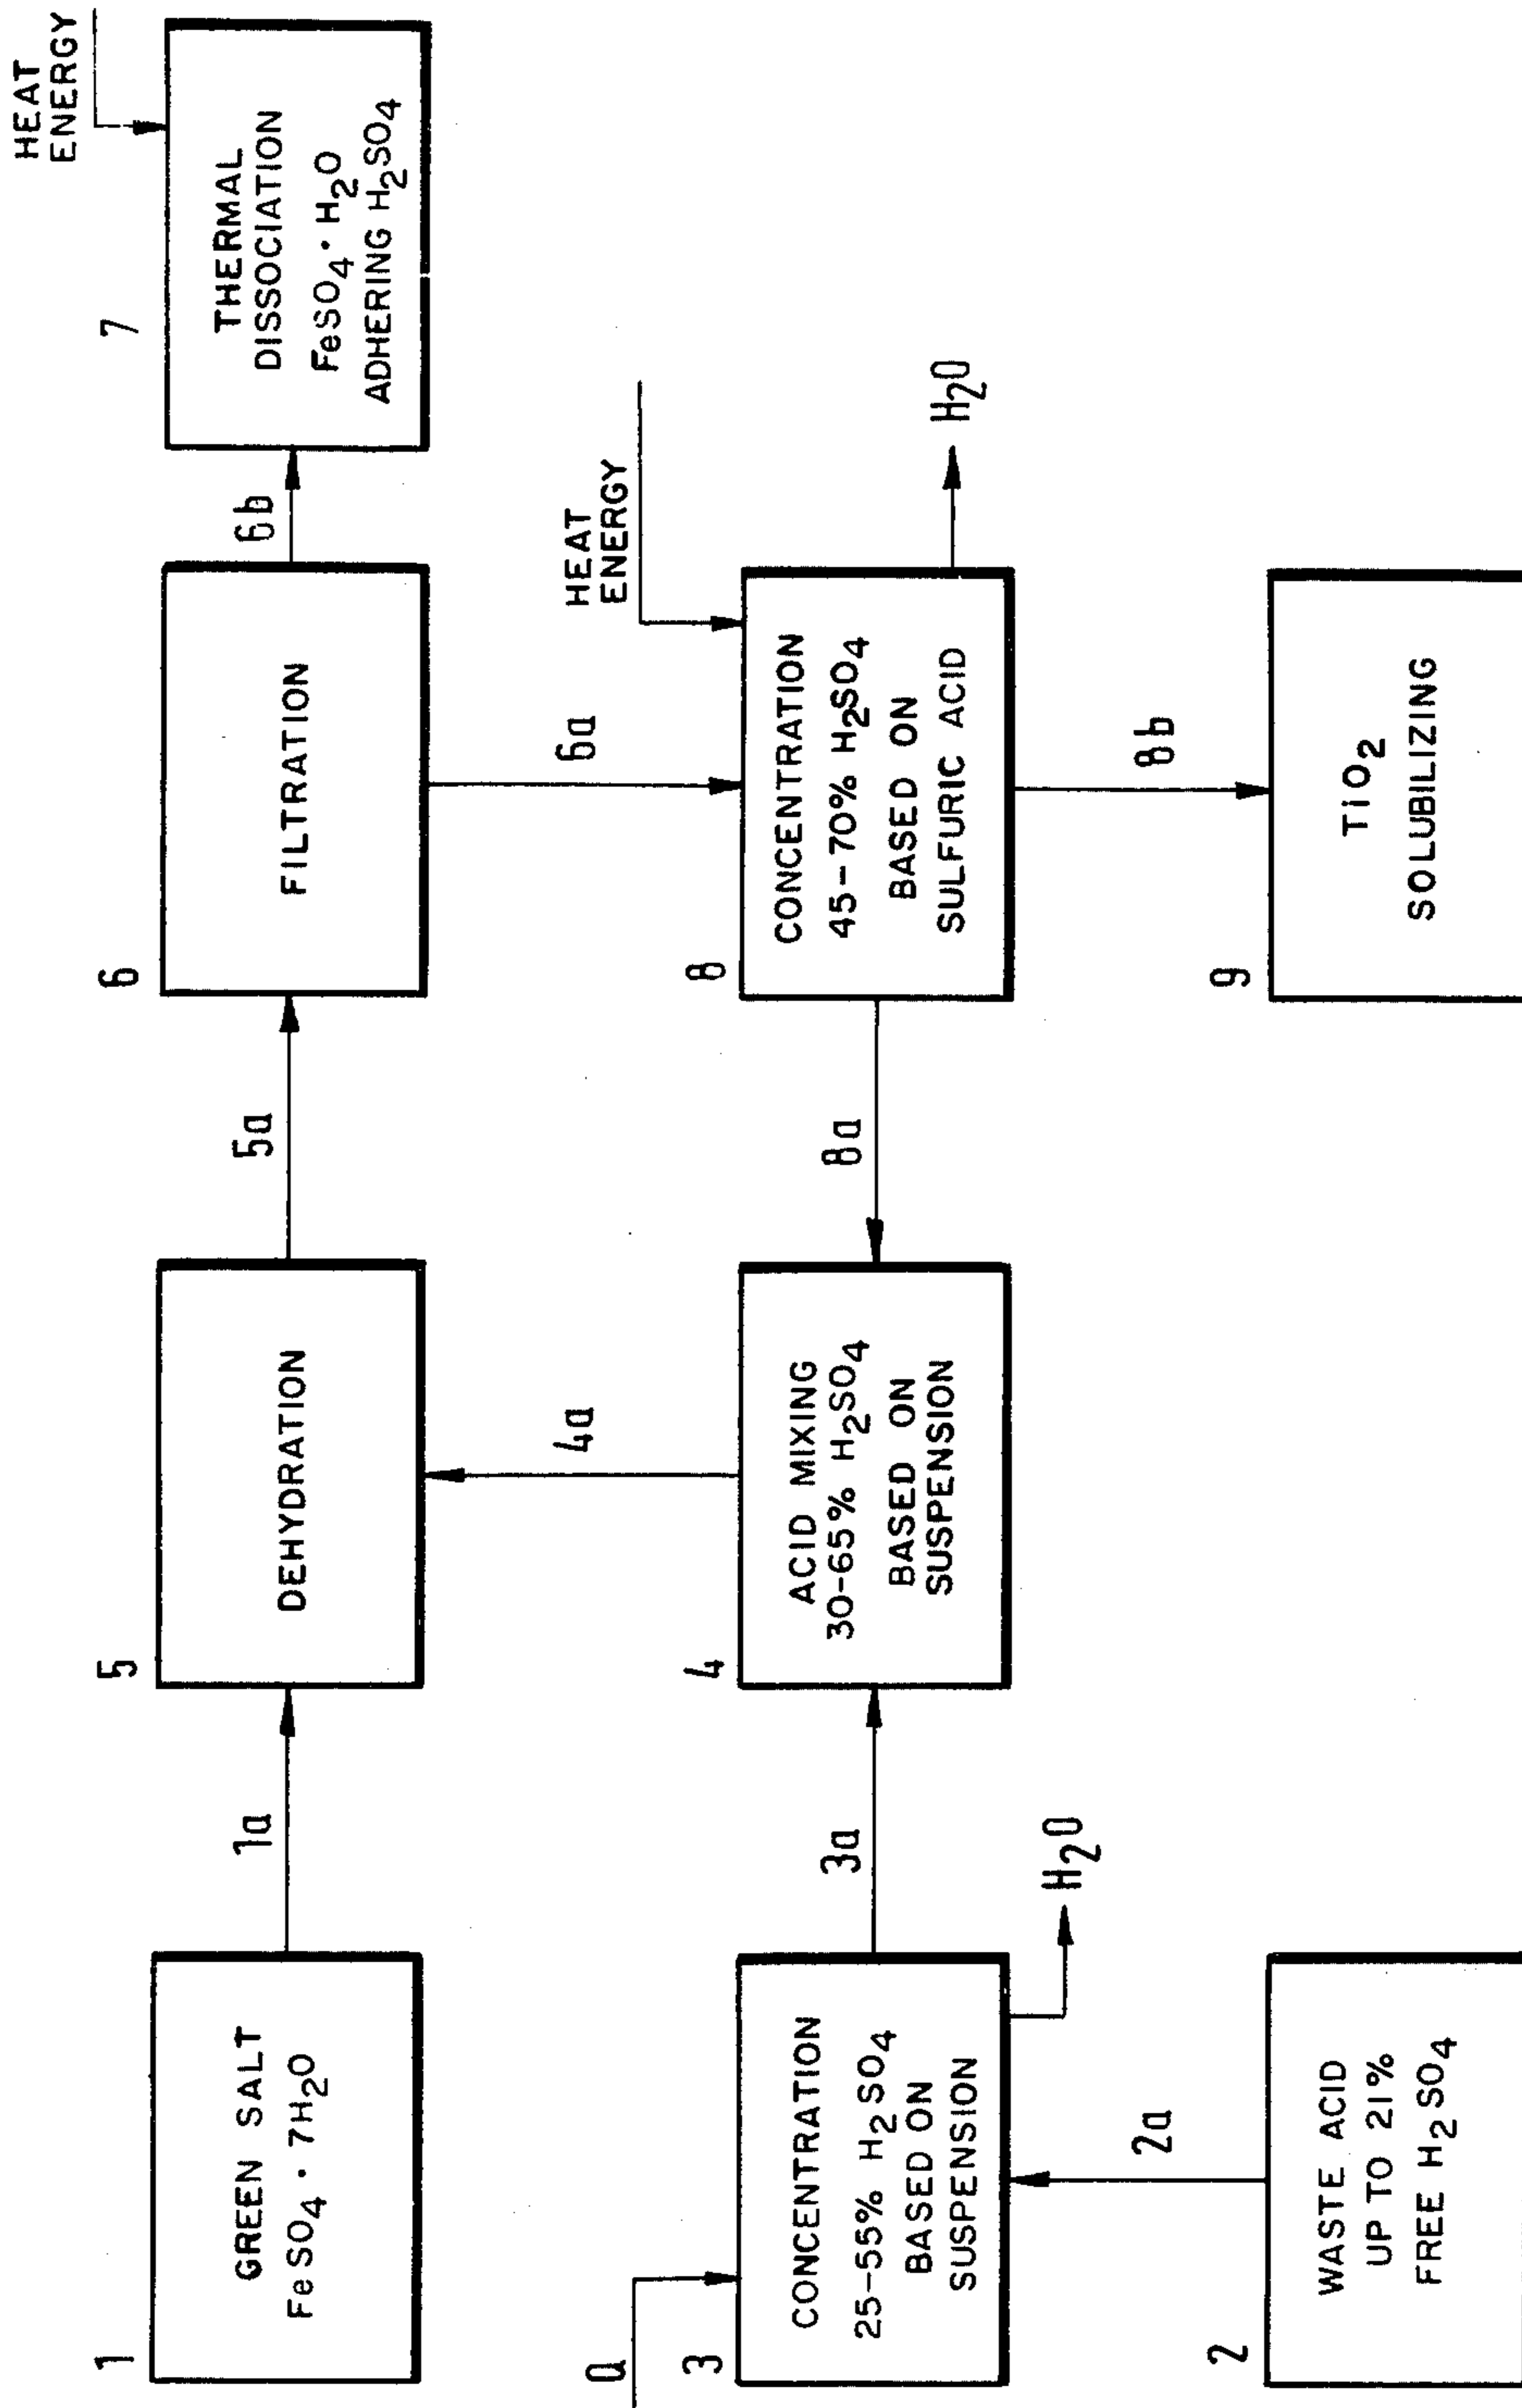 HEAT
ENERGY
1
GREEN SALT
FeSO4 · 7H2O
1a
5
DEHYDRATION
5a
6
FILTRATION
6b
7
THERMAL
DISSOCIATION
FeSO4 · H2O
ADHERING H2SO4
4a
6a
HEAT
ENERGY
Q
3
CONCENTRATION
25-55% H2SO4
BASED ON
SUSPENSION
H2O
3a
4
ACID MIXING
30-65% H2SO4
BASED ON
SUSPENSION
8a
8
CONCENTRATION
45-70% H2SO4
BASED ON
SULFURIC ACID
H2O
2a
8b
2
WASTE ACID
UP TO 21%
FREE H2SO4
9
TiO2
SOLUBILIZING